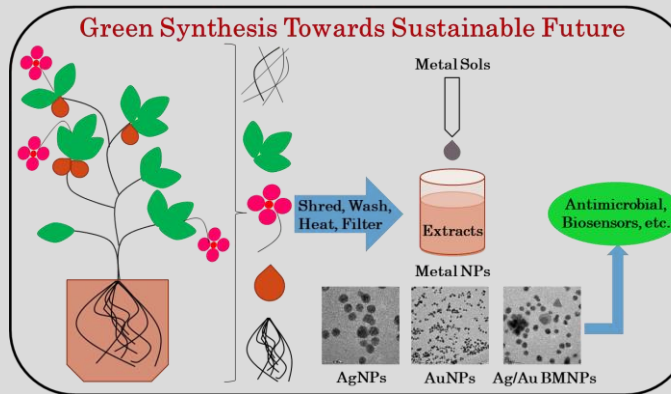 Green Synthesis Towards Sustainable Future
Metal Sols
Shred, Wash,
Heat, Filter
Extracts
Antimicrobial,
Biosensors, etc.
Metal NPs
AgNPs
AuNPs
Ag/Au BMNPs